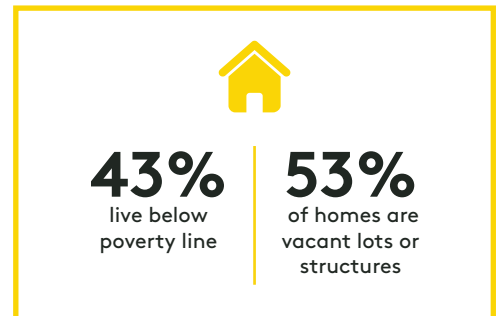 43%
live below
poverty line
53%
of homes are
vacant lots or
structures